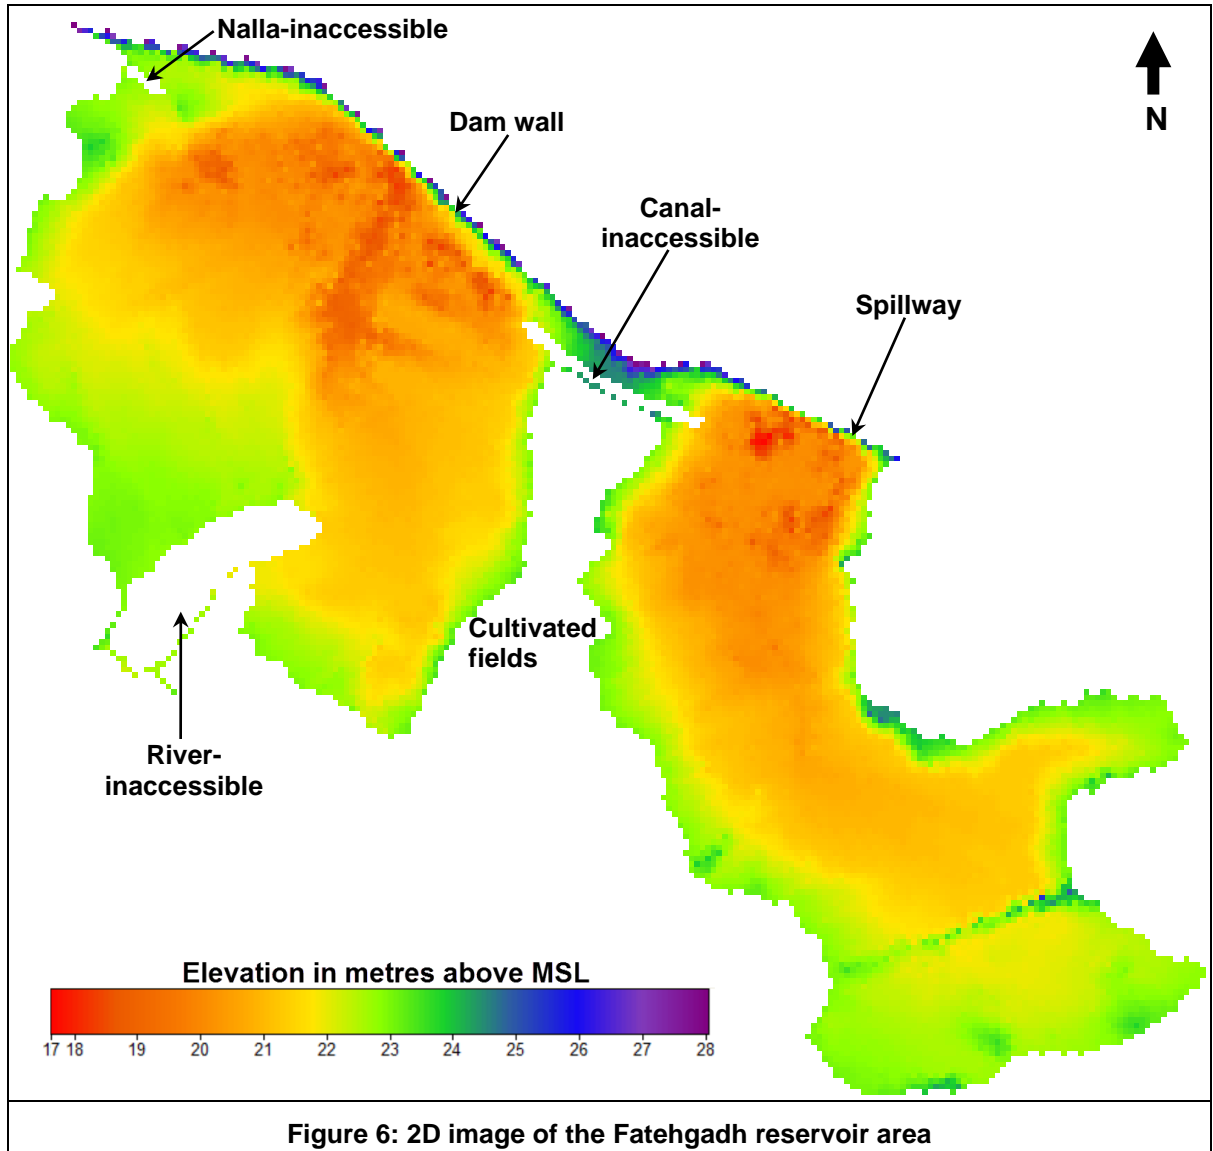 Nalla-inaccessible
N
Dam wall
Canal-
inaccessible
Spillway
Cultivated
fields
River-
inaccessible
Elevation in metres above MSL
17 18 19 20 21 22 23 24 25 26 27 28
Figure 6: 2D image of the Fatehgadh reservoir area